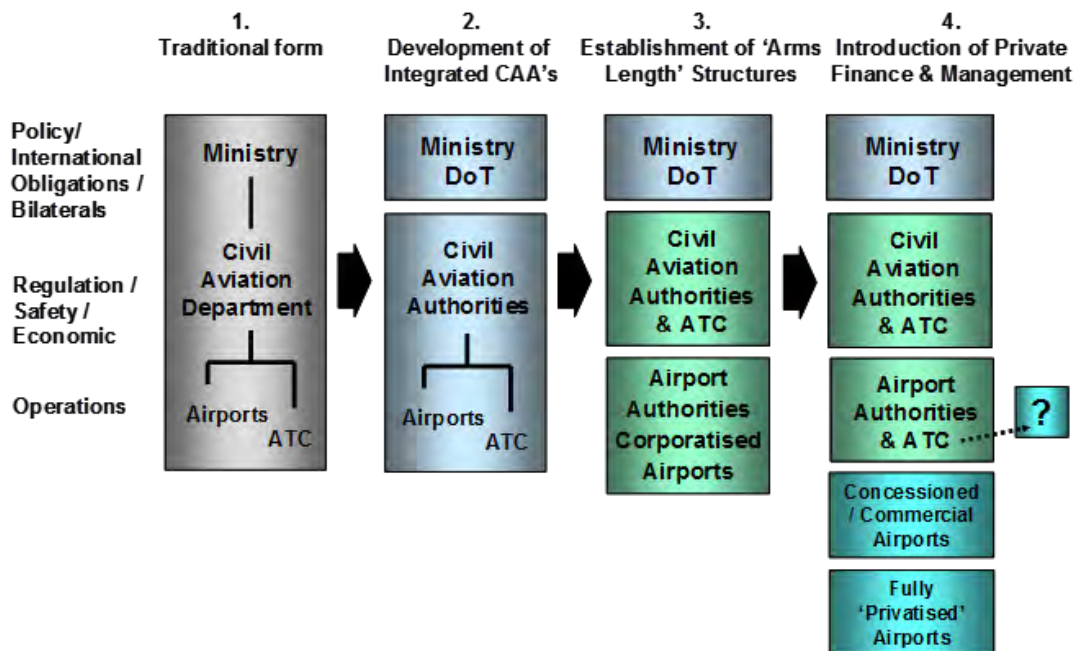 1.
Traditional form
2.
Development of
Integrated CAA's
3.
Establishment of ‘Arms
Length’ Structures
4.
Introduction of Private
Finance & Management
Policy/
International
Obligations /
Bilaterals
Regulation /
Safety /
Economic
Operations
Ministry
Civil
Aviation
Department
Airports
ATC
Ministry
DoT
Civil
Aviation
Authorities
Airports
ATC
Ministry
DoT
Civil
Aviation
Authorities
& ATC
Airport
Authorities
Corporatised
Airports
Ministry
DoT
Civil
Aviation
Authorities
& ATC
Airport
Authorities
& ATC
?
Concessioned
/ Commercial
Airports
Fully
‘Privatised’
Airports